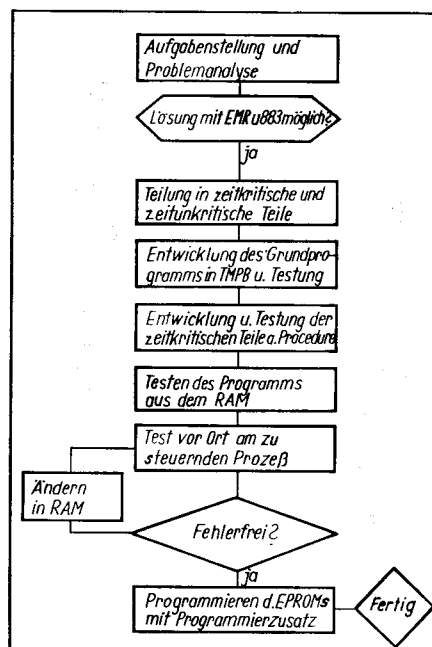 Aufgabenstellung und
Problemanalyse
Lösung mit EMR u883 möglich?
ja
Teilung in zeitkritische und
zeitunkritische Teile
Entwicklung des Grundpro-
gramms in TMPB u. Testung
Entwicklung u. Testung der
zeitkritischen Teile a. Procedure
Testen des Programms
aus dem RAM
Test vor Ort am zu
steuernden Prozeß
Ändern
in RAM
Fehlerfrei?
ja
Programmieren d. EPROMs
mit Programmierzusatz
Fertig